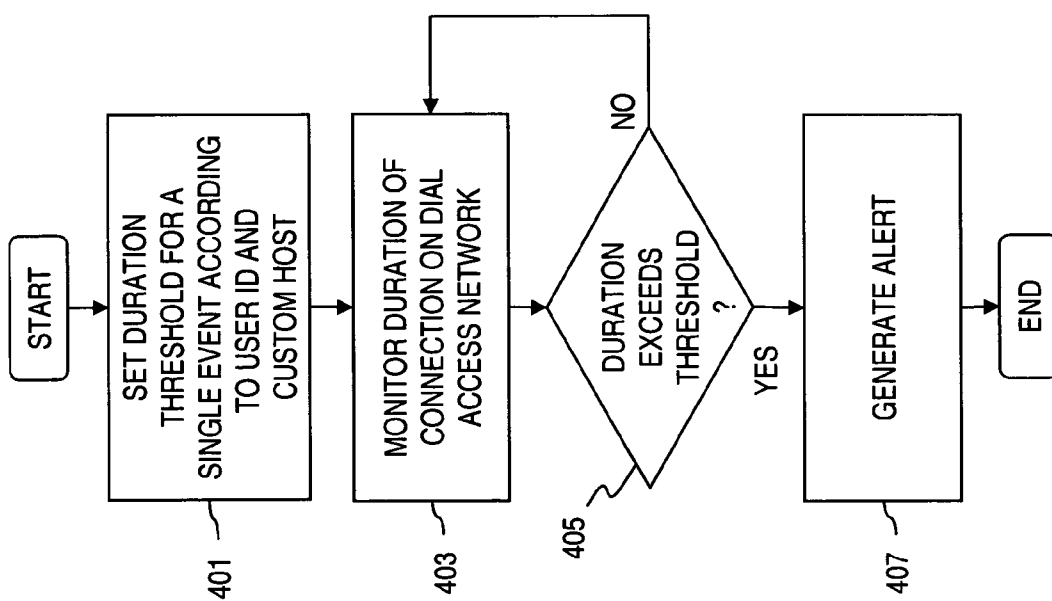 START
SET DURATION
THRESHOLD FOR A
SINGLE EVENT ACCORDING
TO USER ID AND
CUSTOM HOST
401
MONITOR DURATION OF
CONNECTION ON DIAL
ACCESS NETWORK
403
DURATION
EXCEEDS
THRESHOLD
?
405
NO
YES
GENERATE ALERT
407
END